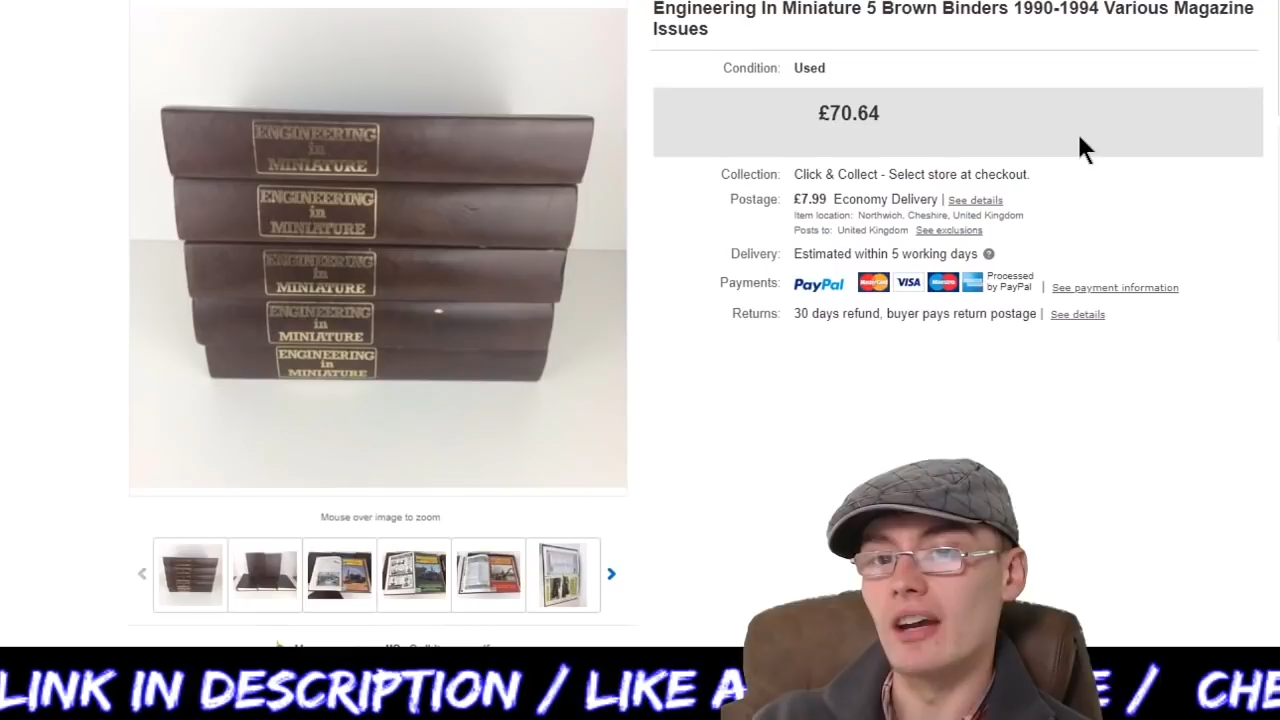 Engineering In Miniature 5 Brown Binders 1990-1994 Various Magazine
Issues
Condition: Used
£70.64
Collection: Click & Collect - Select store at checkout.
Postage: £7.99 Economy Delivery | See details
Item location: Northwich, Cheshire, United Kingdom
Posts to: United Kingdom See exclusions
Delivery: Estimated within 5 working days
Payments: PayPal MasterCard VISA Maestro Processed
by PayPal | See payment information
Returns: 30 days refund, buyer pays return postage | See details
ENGINEERING
in
MINIATURE
ENGINEERING
in
MINIATURE
ENGINEERING
in
MINIATURE
ENGINEERING
in
MINIATURE
ENGINEERING
in
MINIATURE
Mouse over image to zoom
LINK IN DESCRIPTION / LIKE A E / CHE